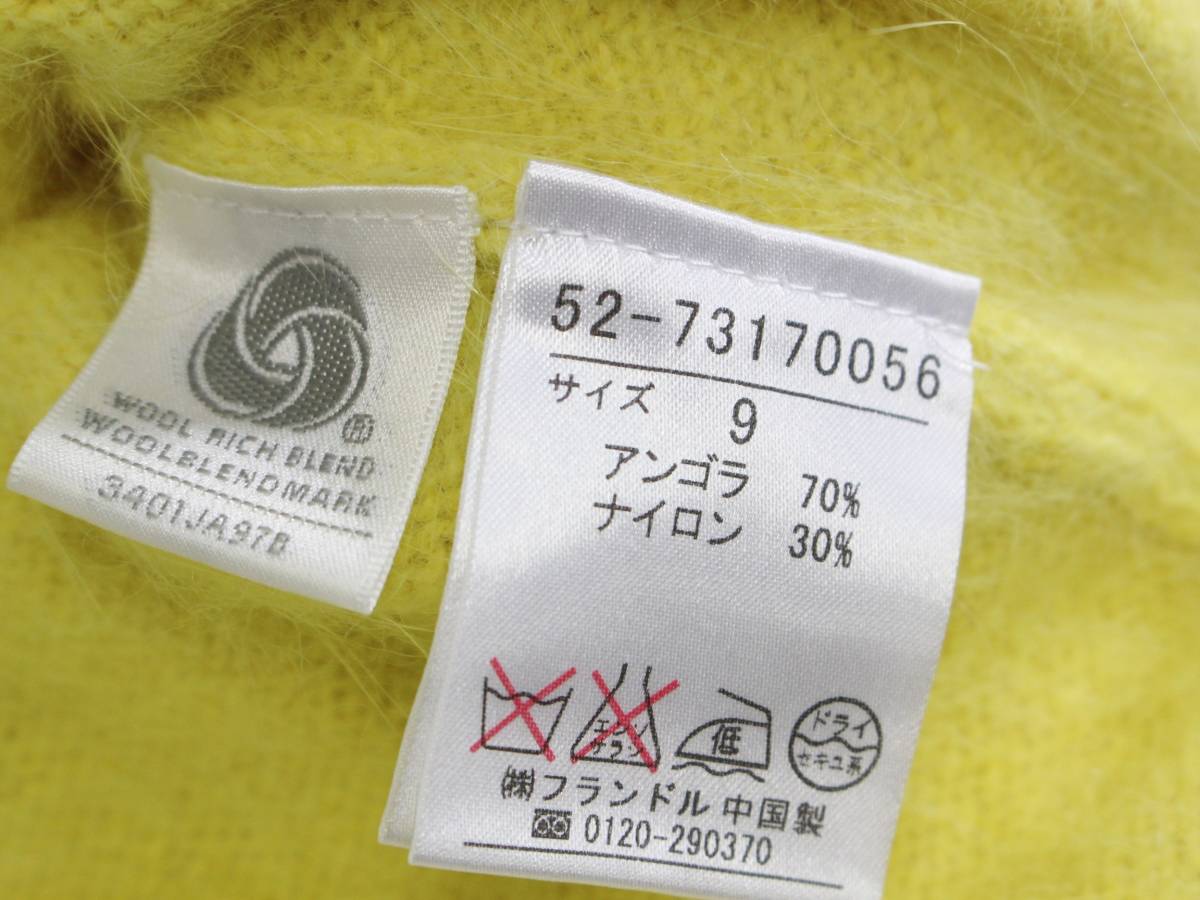 WOOL RICH BLEND
WOOLBLENDMARK
3401JA97B
52-73170056
サイズ 9
アンゴラ 70%
ナイロン 30%
エンソ
サラシ
低
ドライ
セキユ系
㈱フランドル 中国製
0120-290370